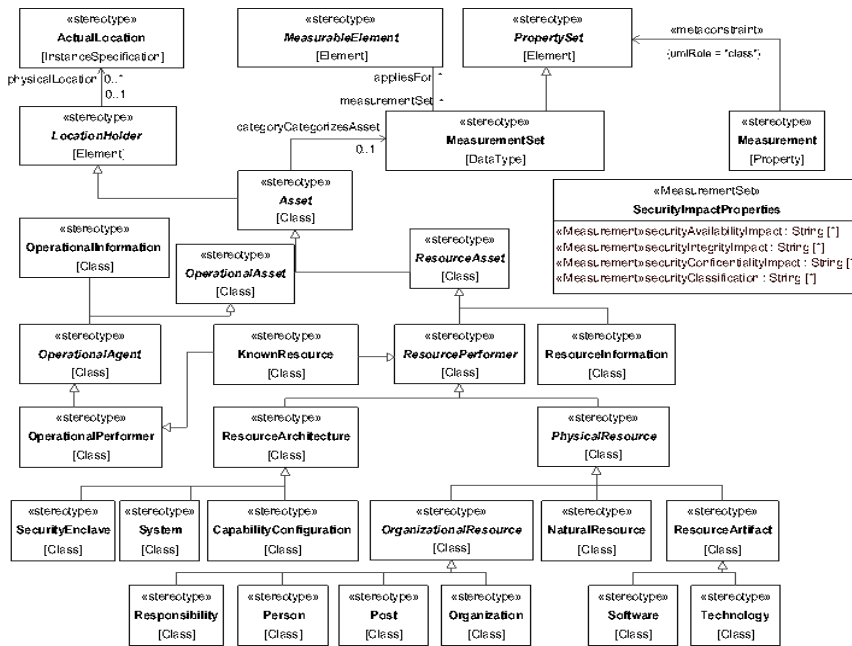 «stereotype»
ActualLocation
[InstanceSpecification]
«stereotype»
MeasurableElement
[Element]
«stereotype»
PropertySet
[Element]
«metaconstraint»
{umlRole = "class"}
physicalLocation 0..*
0..1
appliesFor *
measurementSet *
«stereotype»
LocationHolder
[Element]
categoryCategorizesAsset
0..1
«stereotype»
MeasurementSet
[DataType]
«stereotype»
Measurement
[Property]
«stereotype»
Asset
[Class]
«MeasurementSet»
SecurityImpactProperties
«Measurement»securityAvailabilityImpact : String [*]
«Measurement»securityIntegrityImpact : String [*]
«Measurement»securityConficentialityImpact : String [*
«Measurement»securityClassification : String [*]
«stereotype»
OperationalInformation
[Class]
«stereotype»
OperationalAsset
[Class]
«stereotype»
ResourceAsset
[Class]
«stereotype»
OperationalAgent
[Class]
«stereotype»
KnownResource
[Class]
«stereotype»
ResourcePerformer
[Class]
«stereotype»
ResourceInformation
[Class]
«stereotype»
OperationalPerformer
[Class]
«stereotype»
ResourceArchitecture
[Class]
«stereotype»
PhysicalResource
[Class]
«stereotype»
SecurityEnclave
[Class]
«stereotype»
System
[Class]
«stereotype»
CapabilityConfiguration
[Class]
«stereotype»
OrganizationalResource
[Class]
«stereotype»
NaturalResource
[Class]
«stereotype»
ResourceArtifact
[Class]
«stereotype»
Responsibility
[Class]
«stereotype»
Person
[Class]
«stereotype»
Post
[Class]
«stereotype»
Organization
[Class]
«stereotype»
Software
[Class]
«stereotype»
Technology
[Class]